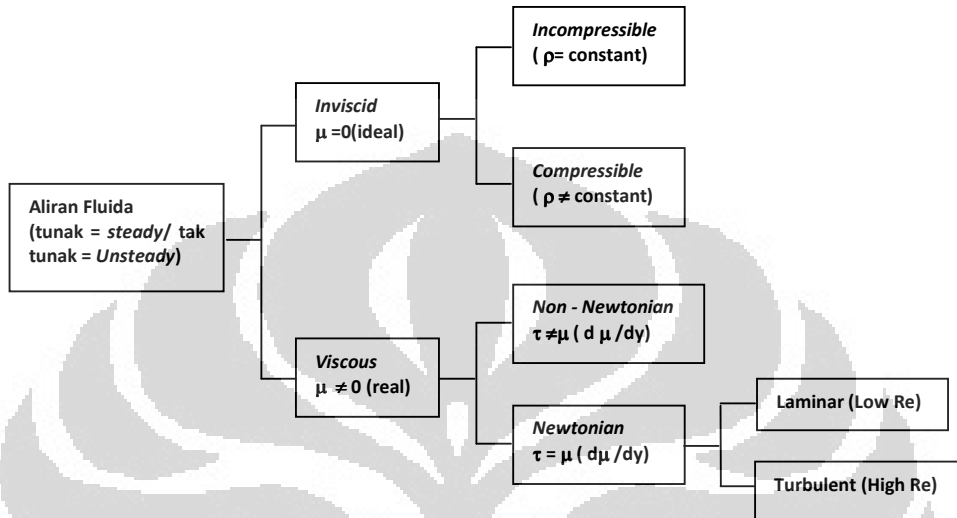 Incompressible
( ρ= constant)
Inviscid
μ =0(ideal)
Compressible
( ρ ≠ constant)
Aliran Fluida
(tunak = steady/ tak
tunak = Unsteady)
Non - Newtonian
τ ≠μ ( d μ /dy)
Viscous
μ ≠ 0 (real)
Newtonian
τ = μ ( dμ /dy)
Laminar (Low Re)
Turbulent (High Re)